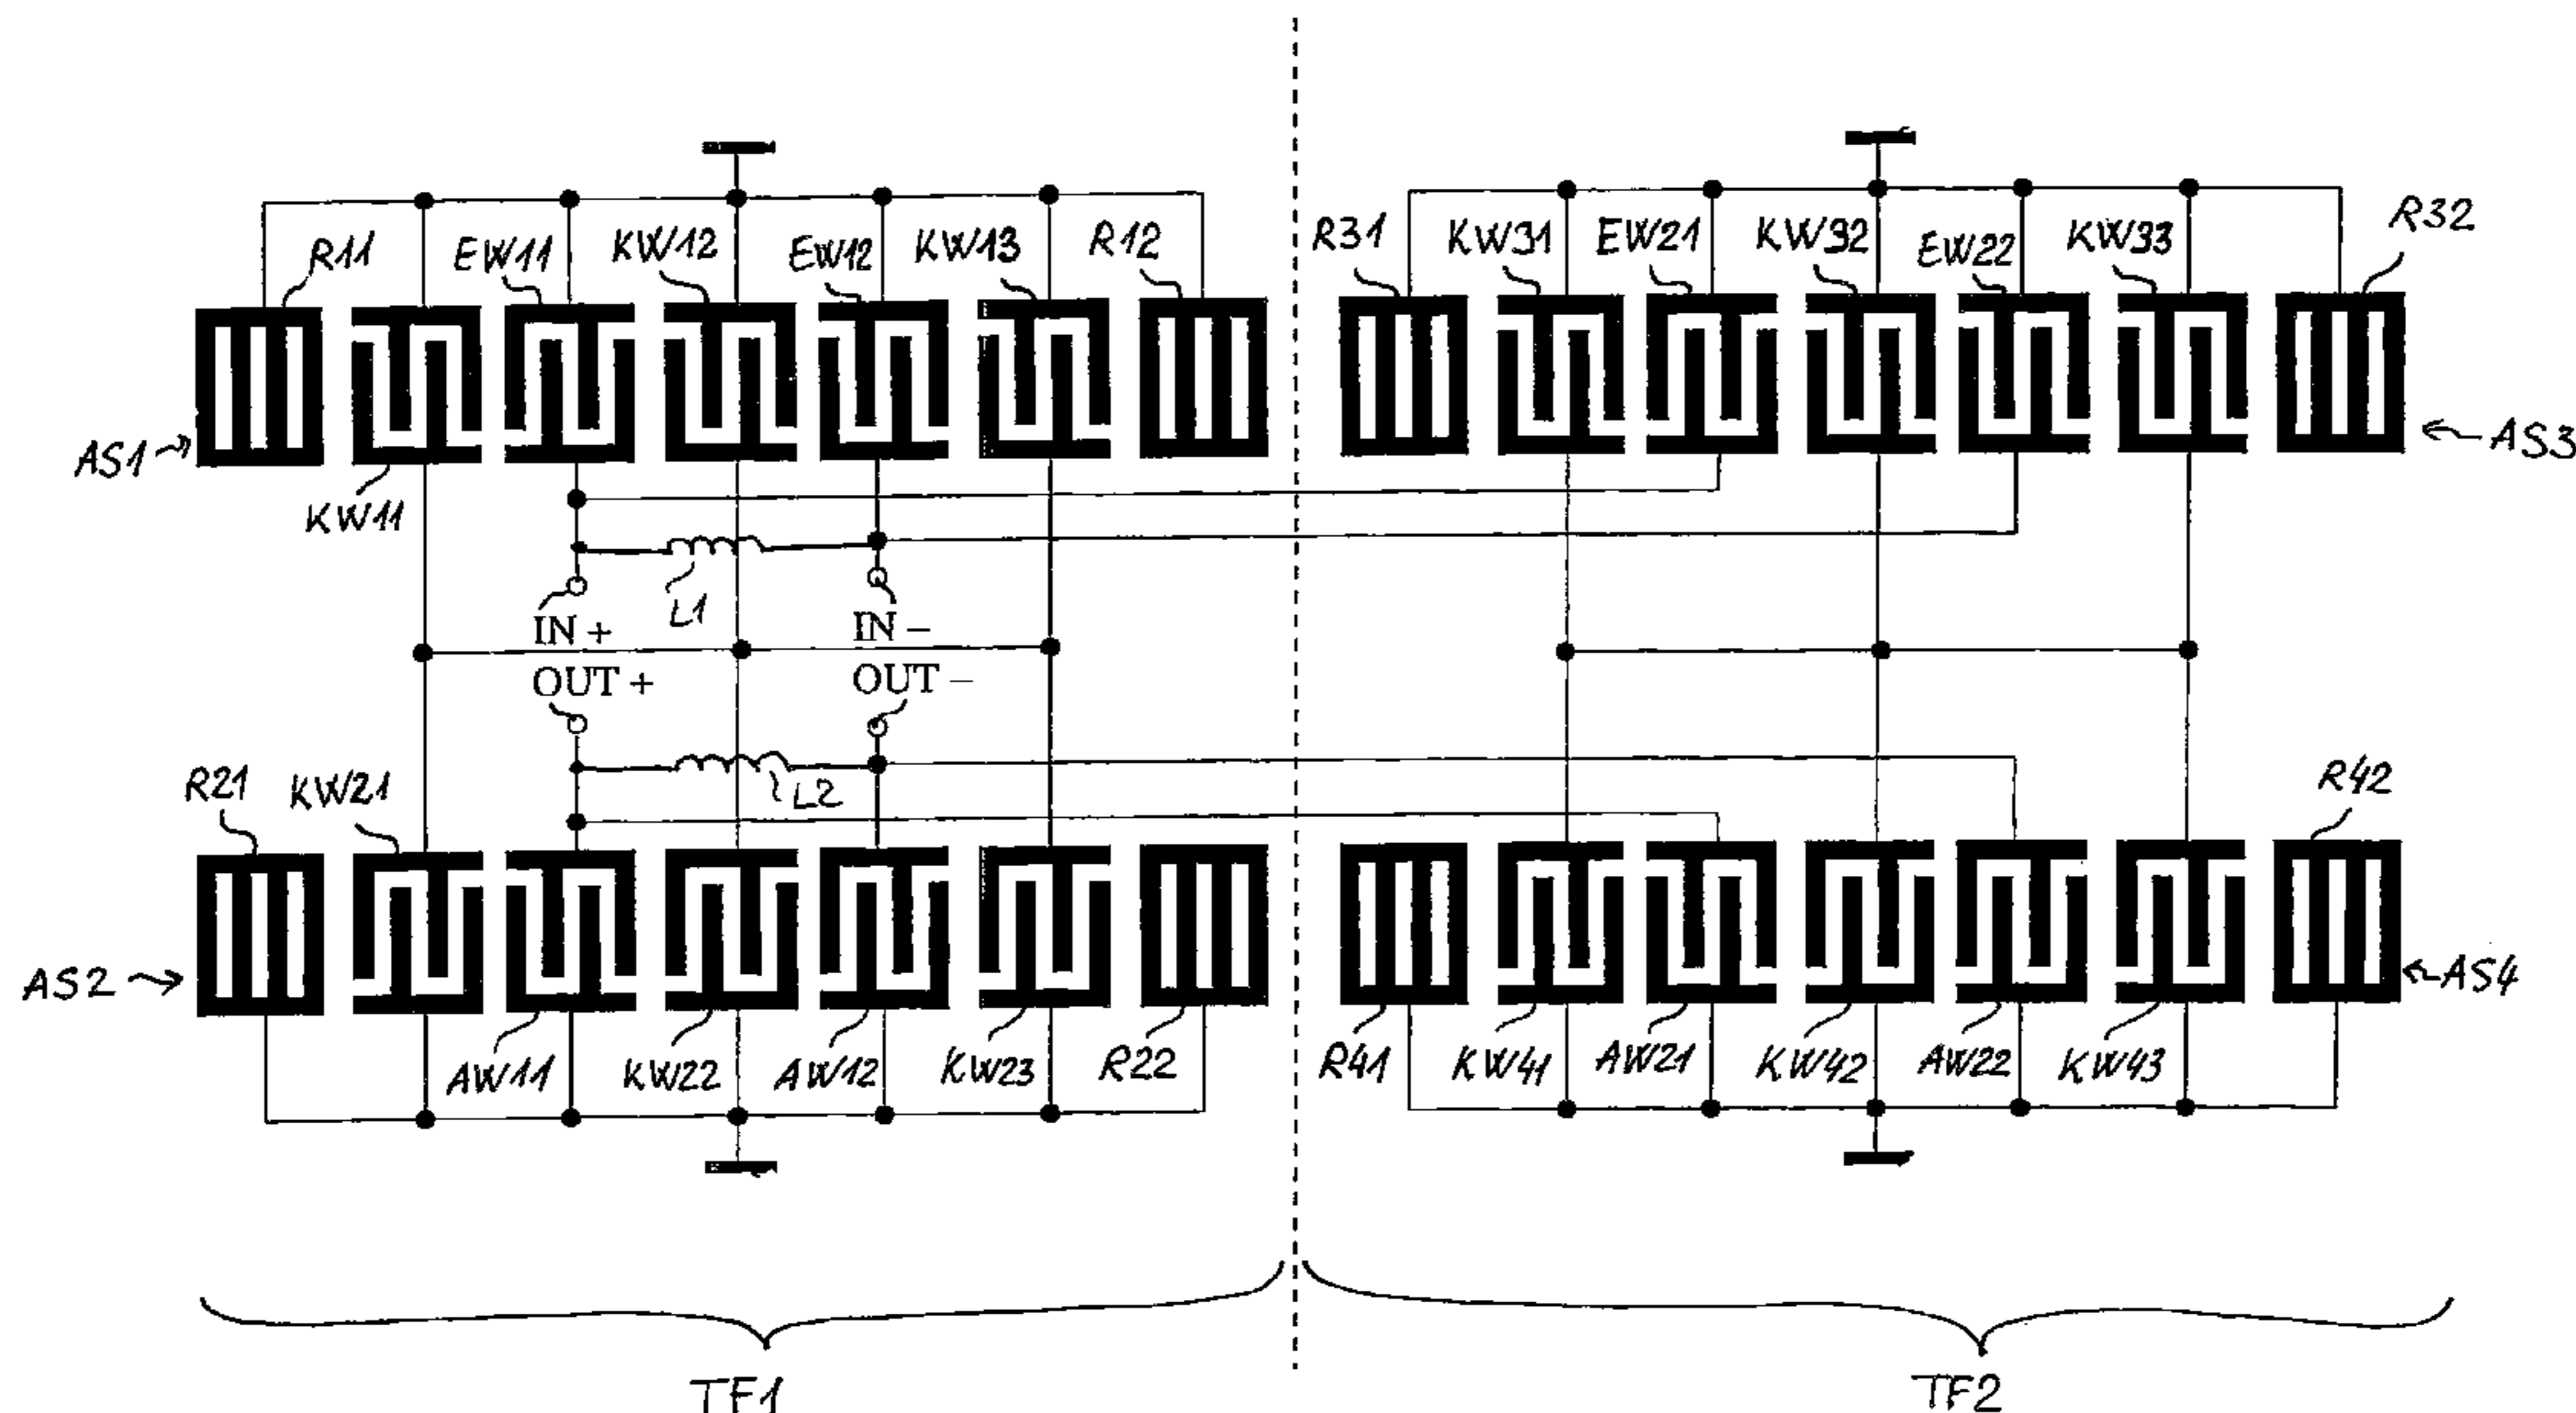 R11 EW11 KW12 EW12 KW13 R12 R31 KW31 EW21 KW32 EW22 KW33 R32
AS1 AS3
KW11
L1
IN + IN –
OUT + OUT –
R21 KW21 L2 R42
AS2 AS4
AW11 KW22 AW12 KW23 R22 R41 KW41 AW21 KW42 AW22 KW43
TF1 TF2